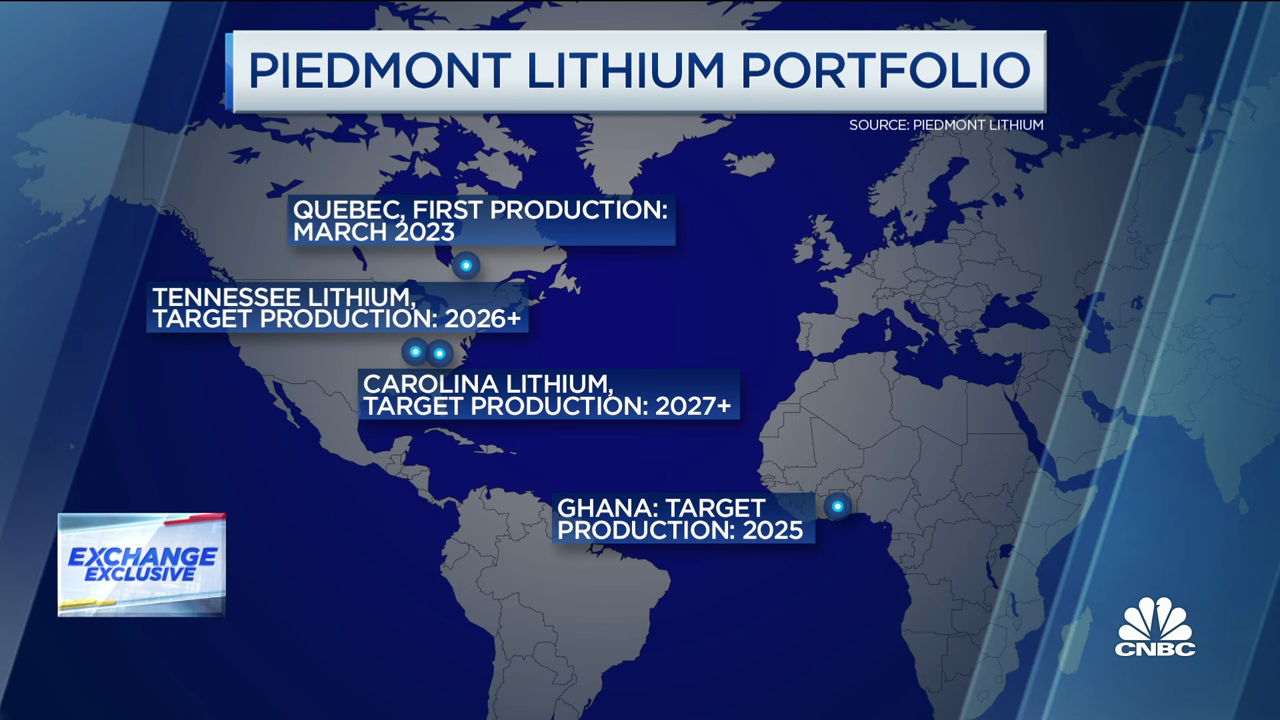 PIEDMONT LITHIUM PORTFOLIO
SOURCE: PIEDMONT LITHIUM
QUEBEC, FIRST PRODUCTION:
MARCH 2023
TENNESSEE LITHIUM,
TARGET PRODUCTION: 2026+
CAROLINA LITHIUM,
TARGET PRODUCTION: 2027+
GHANA: TARGET
PRODUCTION: 2025
EXCHANGE
EXCLUSIVE
CNBC